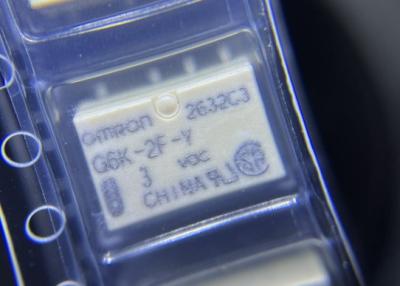 omron 2632C3
G6K-2F-Y
3 VDC
CHINA